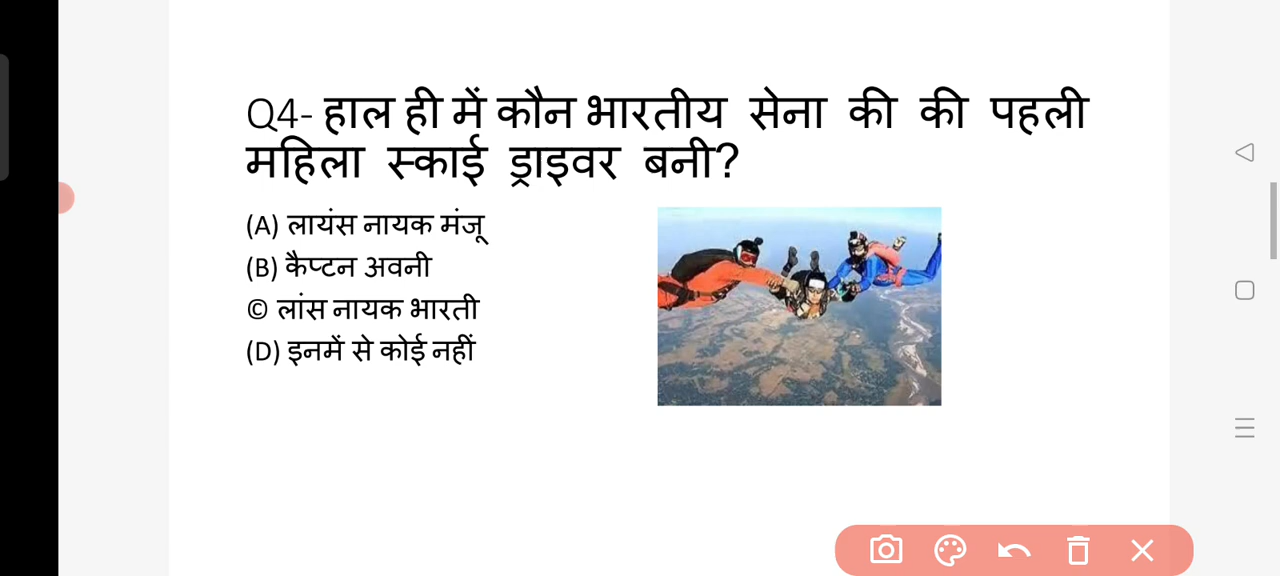 Q4- हाल ही में कौन भारतीय सेना की की पहली
महिला स्काई ड्राइवर बनी?
(A) लायंस नायक मंजू
(B) कैप्टन अवनी
© लांस नायक भारती
(D) इनमें से कोई नहीं